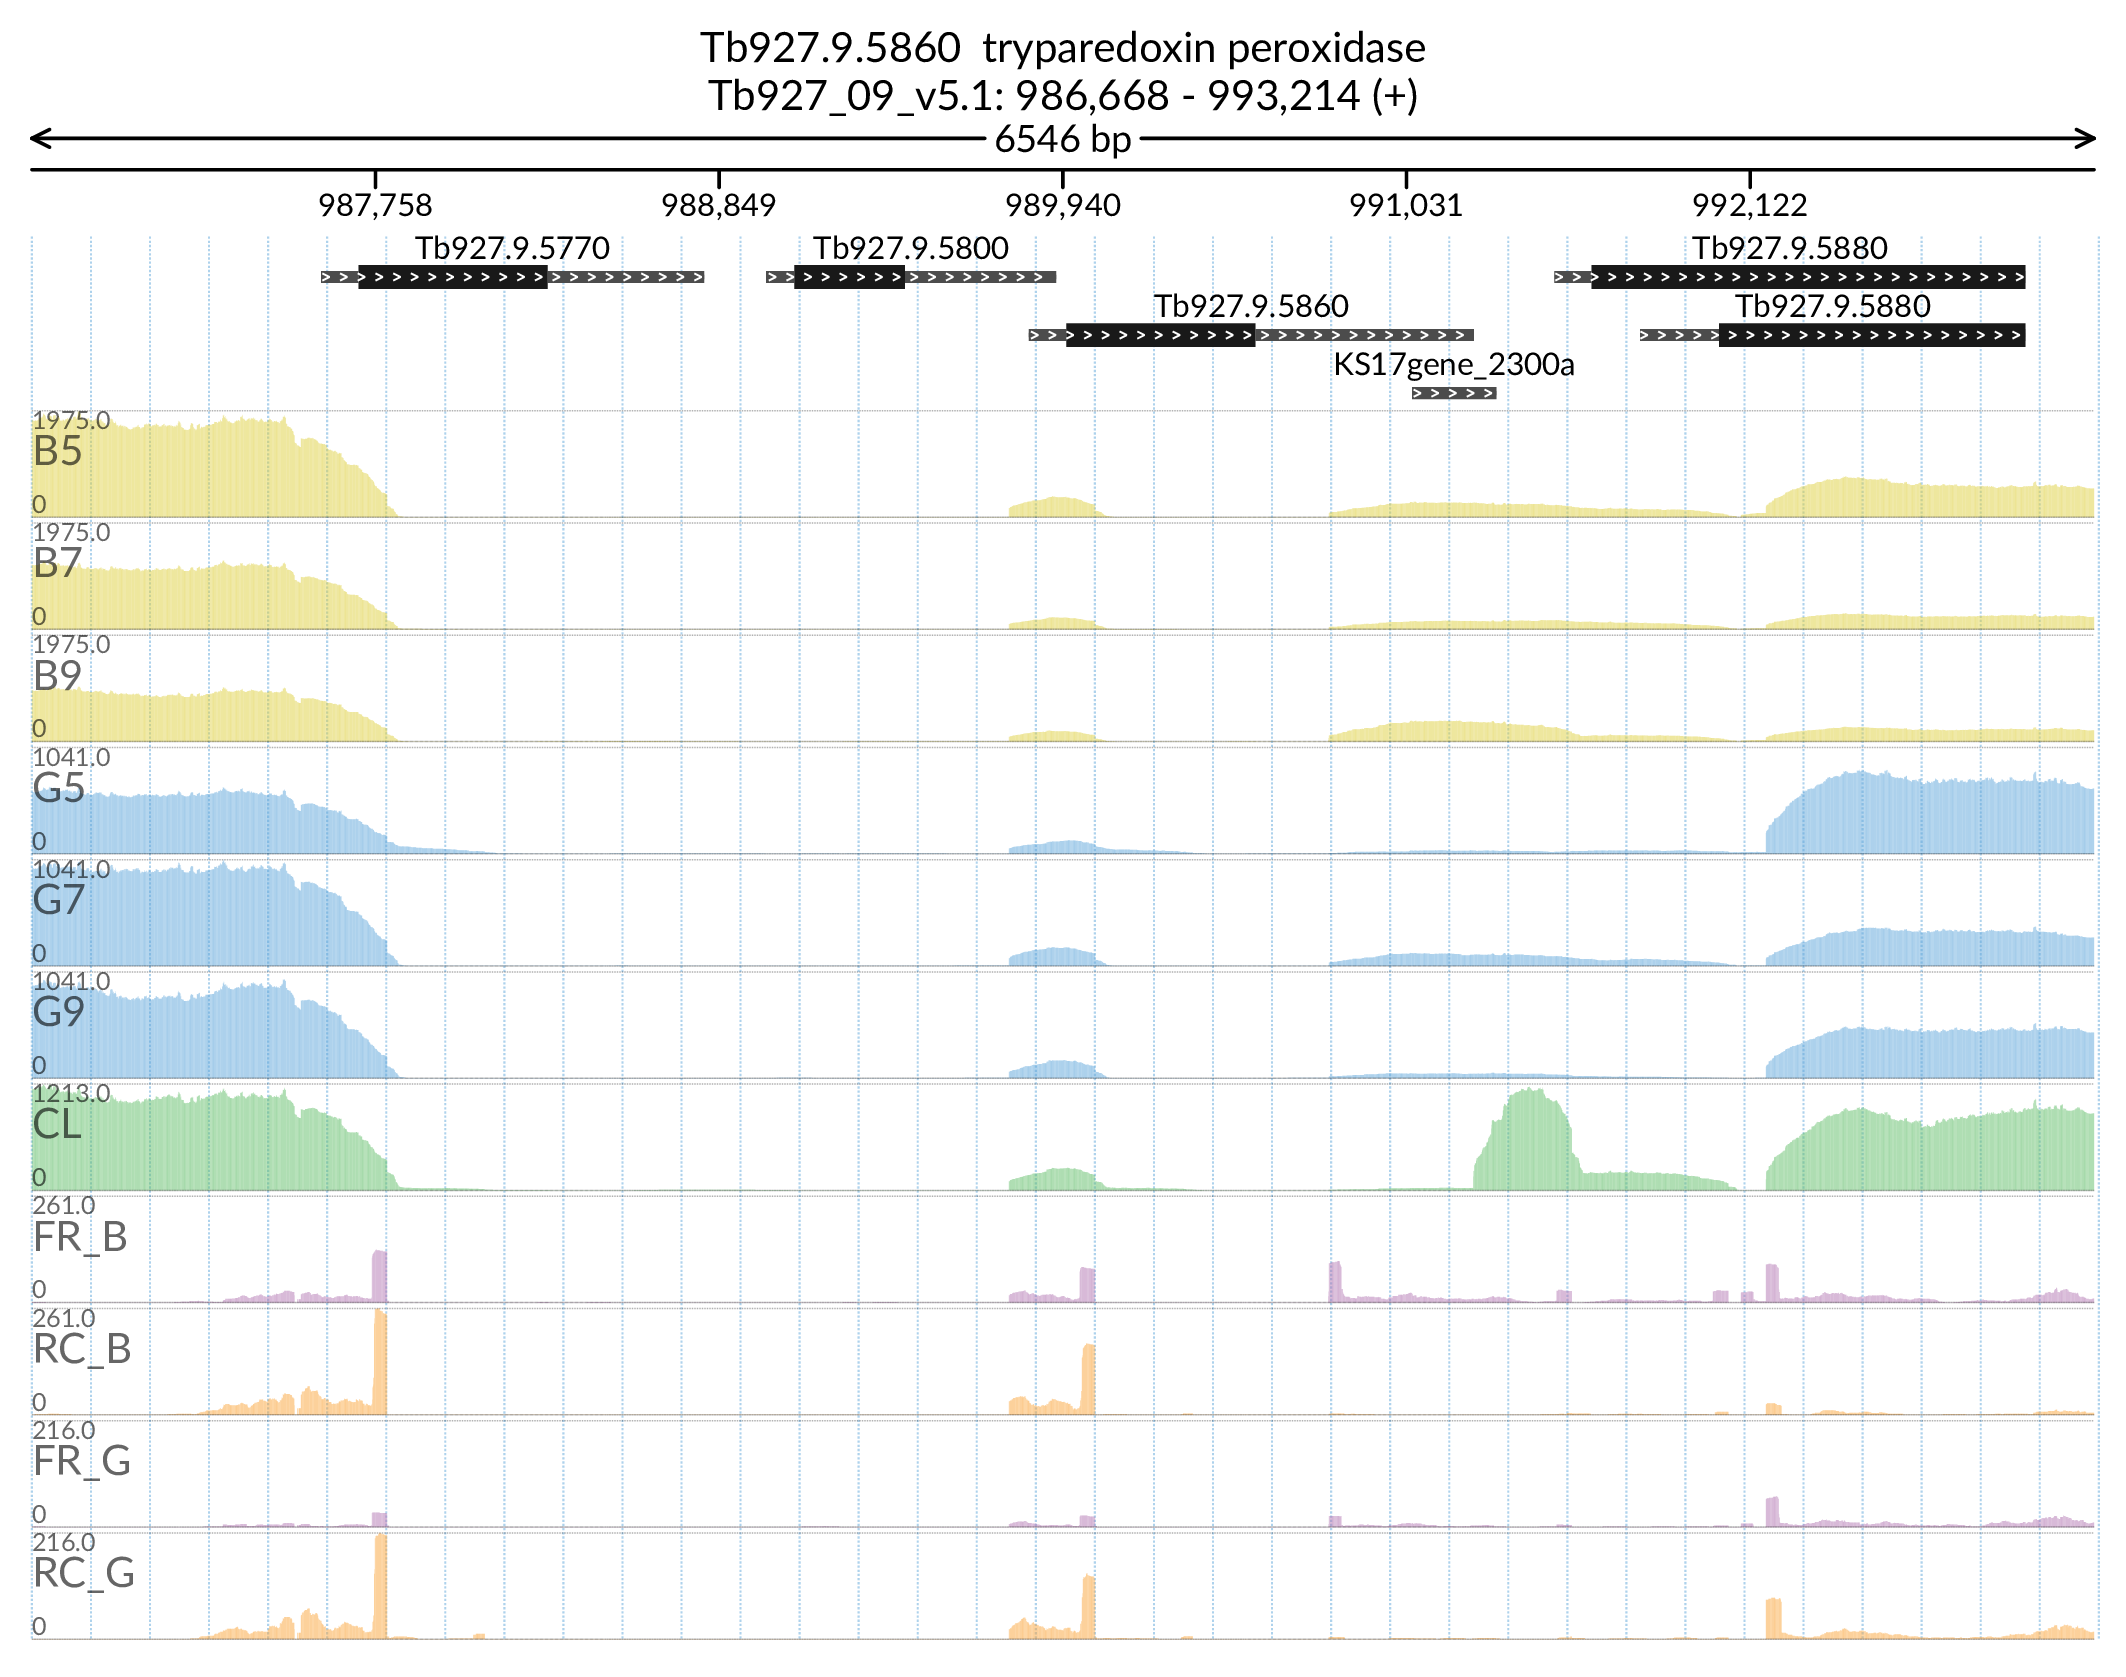 Tb927.9.5860  tryparedoxin peroxidase
Tb927_09_v5.1: 986,668 - 993,214 (+)
6546 bp
987,758 988,849 989,940 991,031 992,122
Tb927.9.5770 Tb927.9.5800 Tb927.9.5880
Tb927.9.5860 Tb927.9.5880
KS17gene_2300a
1975.0
B5
0
1975.0
B7
0
1975.0
B9
0
1041.0
G5
0
1041.0
G7
0
1041.0
G9
0
1213.0
CL
0
261.0
FR_B
0
261.0
RC_B
0
216.0
FR_G
0
216.0
RC_G
0